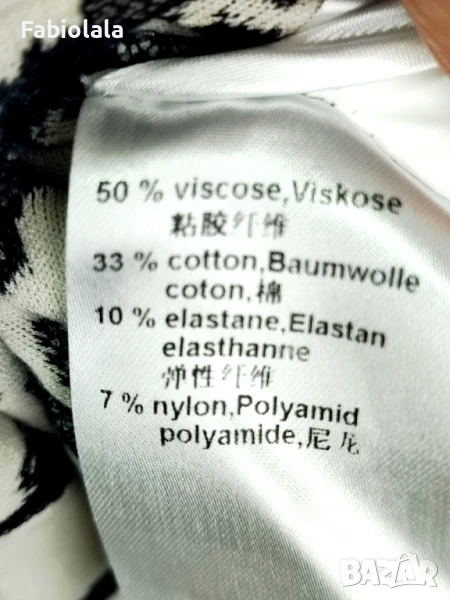 Fabiolala
50 % viscose,Viskose
粘胶纤维
33 % cotton,Baumwolle
coton,棉
10 % elastane,Elastan
elasthanne
弹性纤维
7 % nylon,Polyamid
polyamide,尼龙
BAZAR